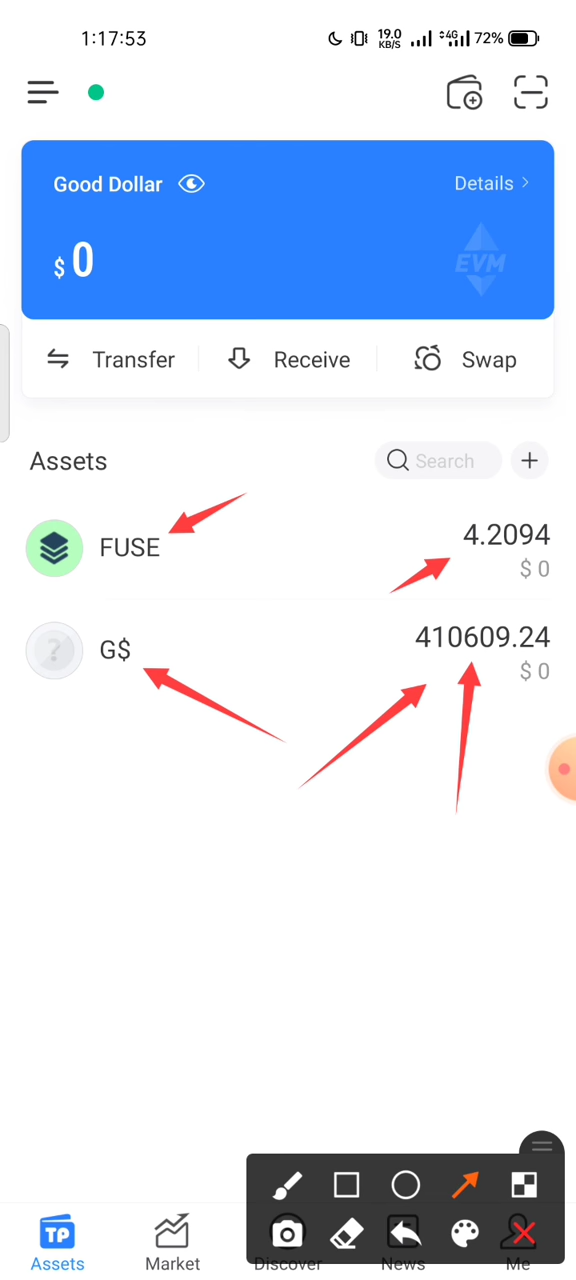 1:17:53 19.0 KB/S 4G 72%
Good Dollar Details >
$ 0
EVM
Transfer Receive Swap
Assets Search +
FUSE 4.2094
$ 0
? G$ 410609.24
$ 0
TP
Assets Market Discover News Me